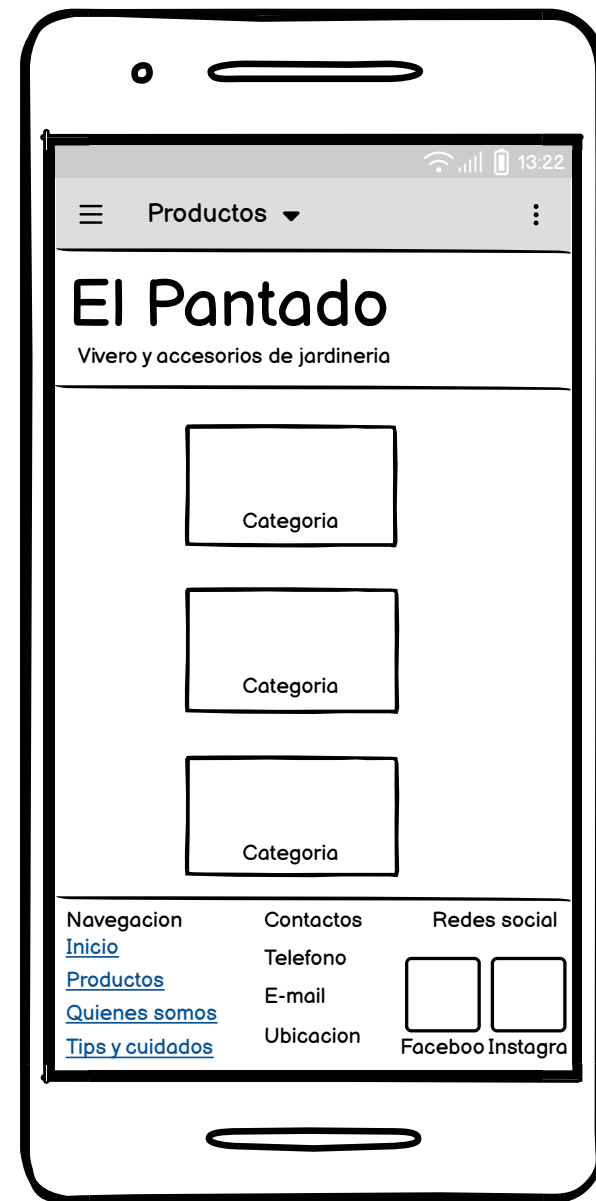 13:22
Productos
El Pantado
Vivero y accesorios de jardineria
Categoria
Categoria
Categoria
Navegacion
Inicio
Productos
Quienes somos
Tips y cuidados
Contactos
Telefono
E-mail
Ubicacion
Redes social
Faceboo Instagra